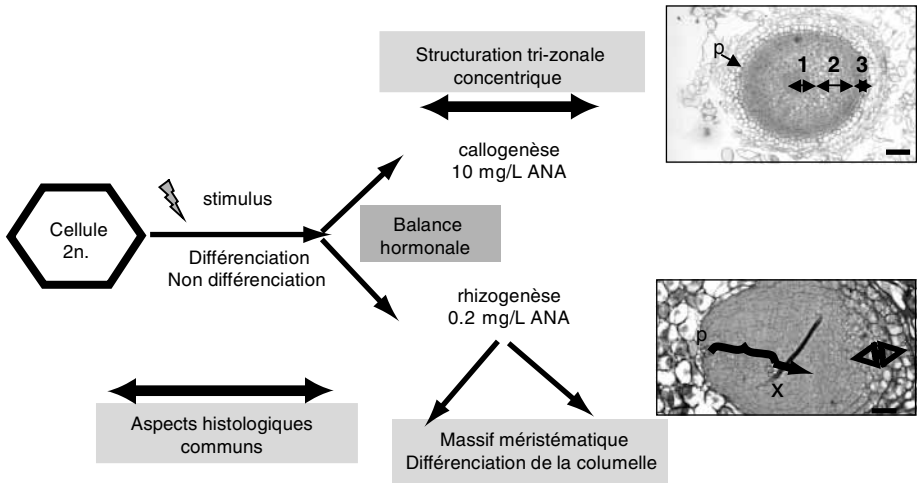 Structuration tri-zonale
concentrique
p
1 2 3
callogenèse
10 mg/L ANA
stimulus
Cellule
2n.
Balance
hormonale
Différenciation
Non différenciation
rhizogenèse
0.2 mg/L ANA
p
X
Aspects histologiques
communs
Massif méristématique
Différenciation de la columelle